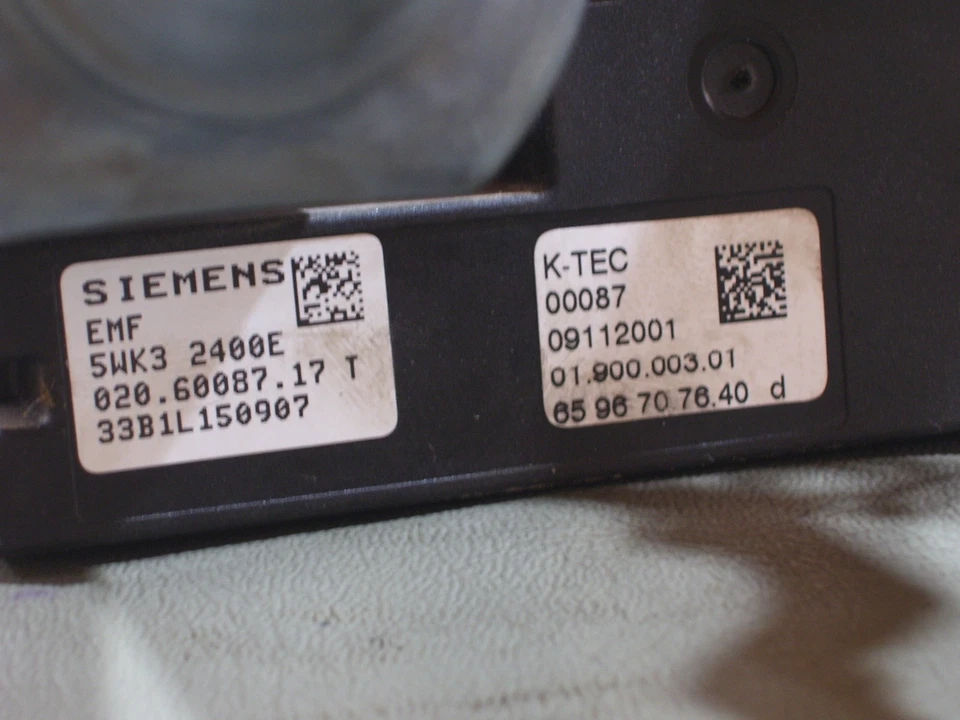 SIEMENS
EMF
5WK3 2400E
020.60087.17 T
33B1L150907
K-TEC
00087
09112001
01.900.003.01
65 96 70 76.40 d